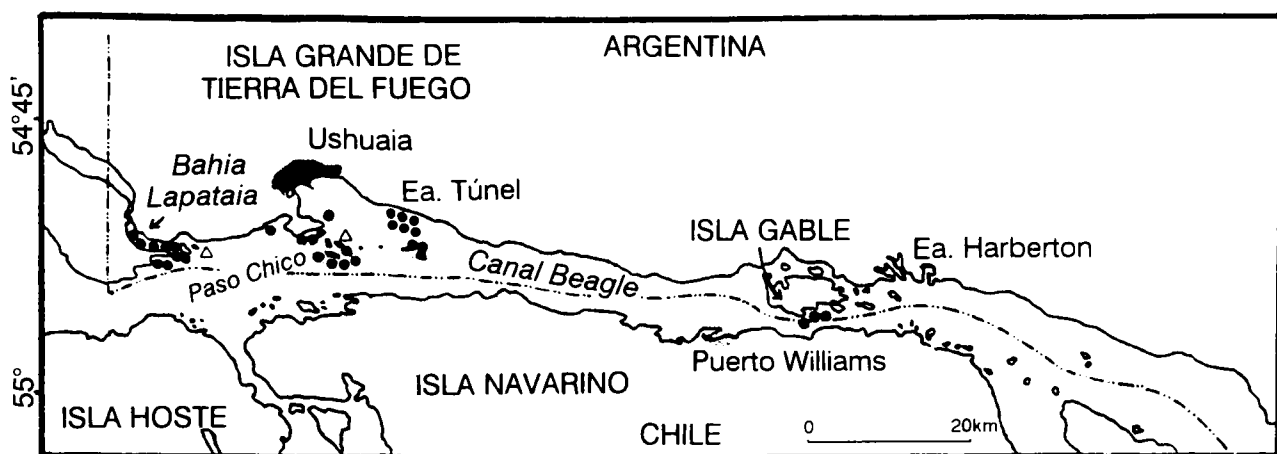 ARGENTINA
ISLA GRANDE DE
TIERRA DEL FUEGO
54°45'
Ushuaia
Bahia
Lapataia
Ea. Túnel
ISLA GABLE
Ea. Harberton
Paso Chico
Canal Beagle
Puerto Williams
55°
ISLA NAVARINO
ISLA HOSTE
CHILE
0 20km